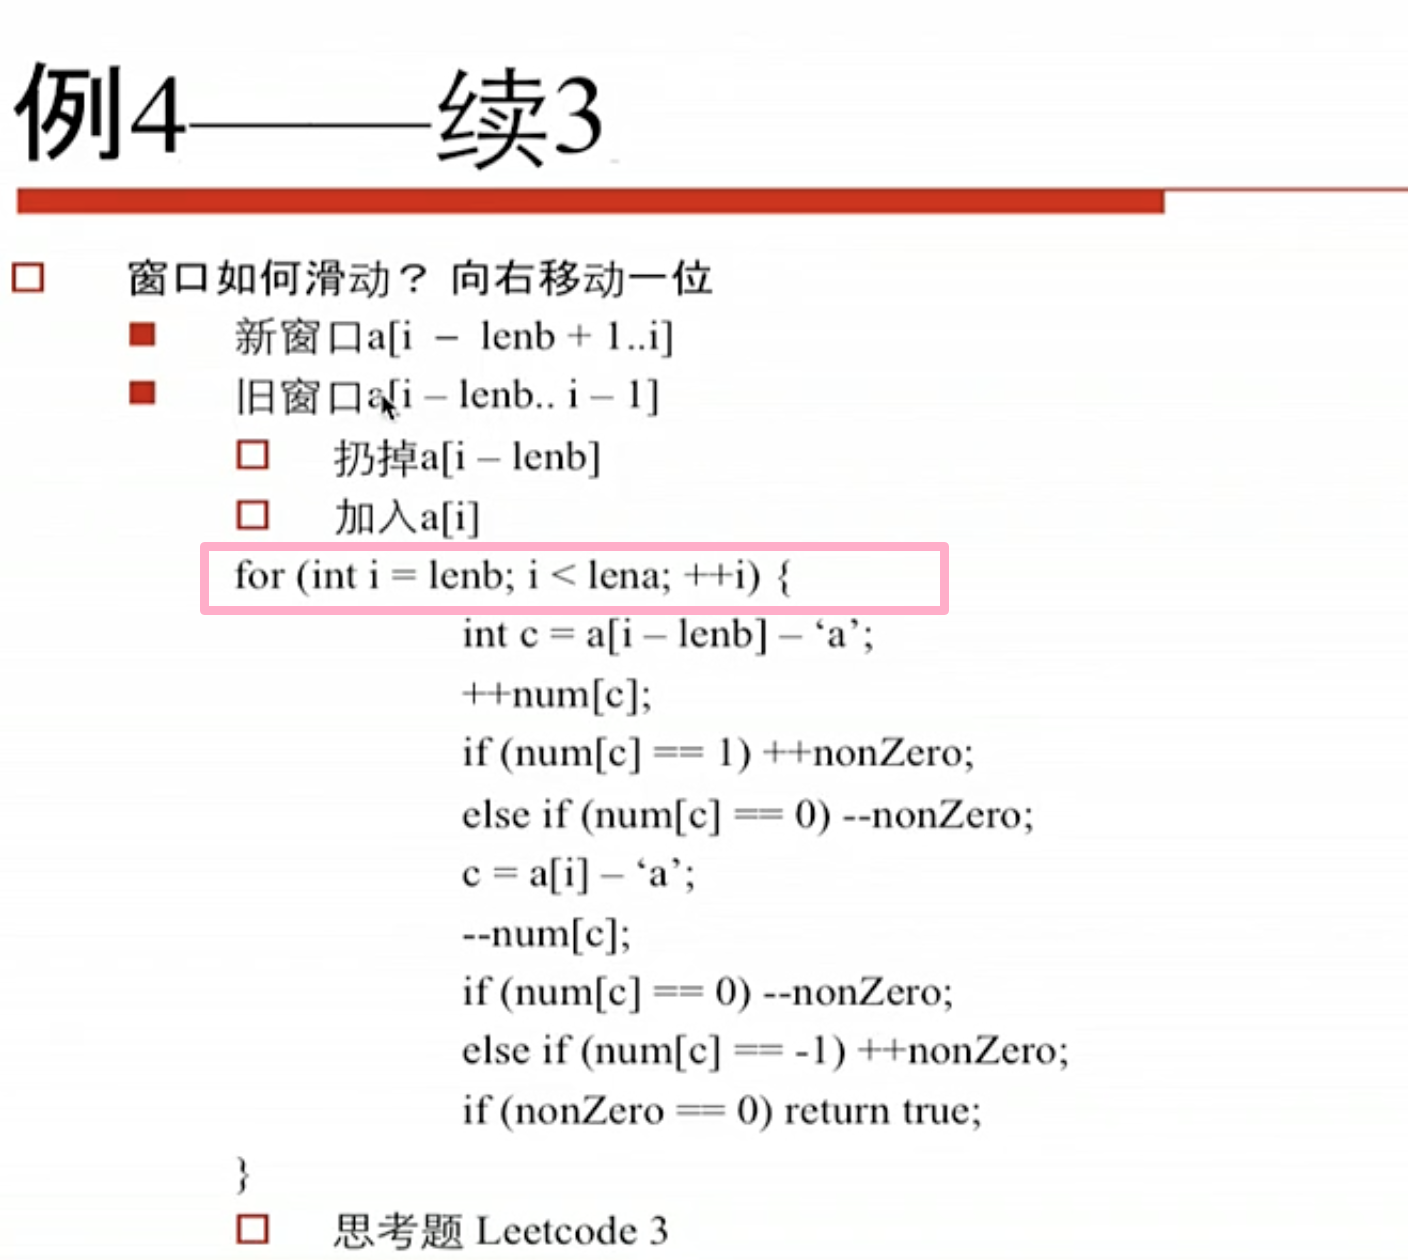 例4——续3
窗口如何滑动？ 向右移动一位
新窗口a[i – lenb + 1..i]
旧窗口a[i – lenb.. i – 1]
扔掉a[i – lenb]
加入a[i]
for (int i = lenb; i < lena; ++i) {
int c = a[i – lenb] – ‘a’;
++num[c];
if (num[c] == 1) ++nonZero;
else if (num[c] == 0) --nonZero;
c = a[i] – ‘a’;
--num[c];
if (num[c] == 0) --nonZero;
else if (num[c] == -1) ++nonZero;
if (nonZero == 0) return true;
}
思考题 Leetcode 3